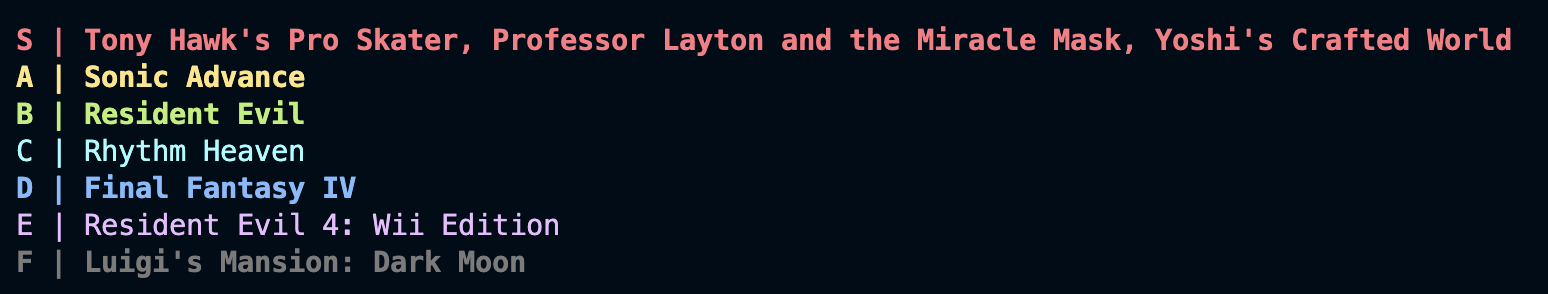 S | Tony Hawk's Pro Skater, Professor Layton and the Miracle Mask, Yoshi's Crafted World
A | Sonic Advance
B | Resident Evil
C | Rhythm Heaven
D | Final Fantasy IV
E | Resident Evil 4: Wii Edition
F | Luigi's Mansion: Dark Moon